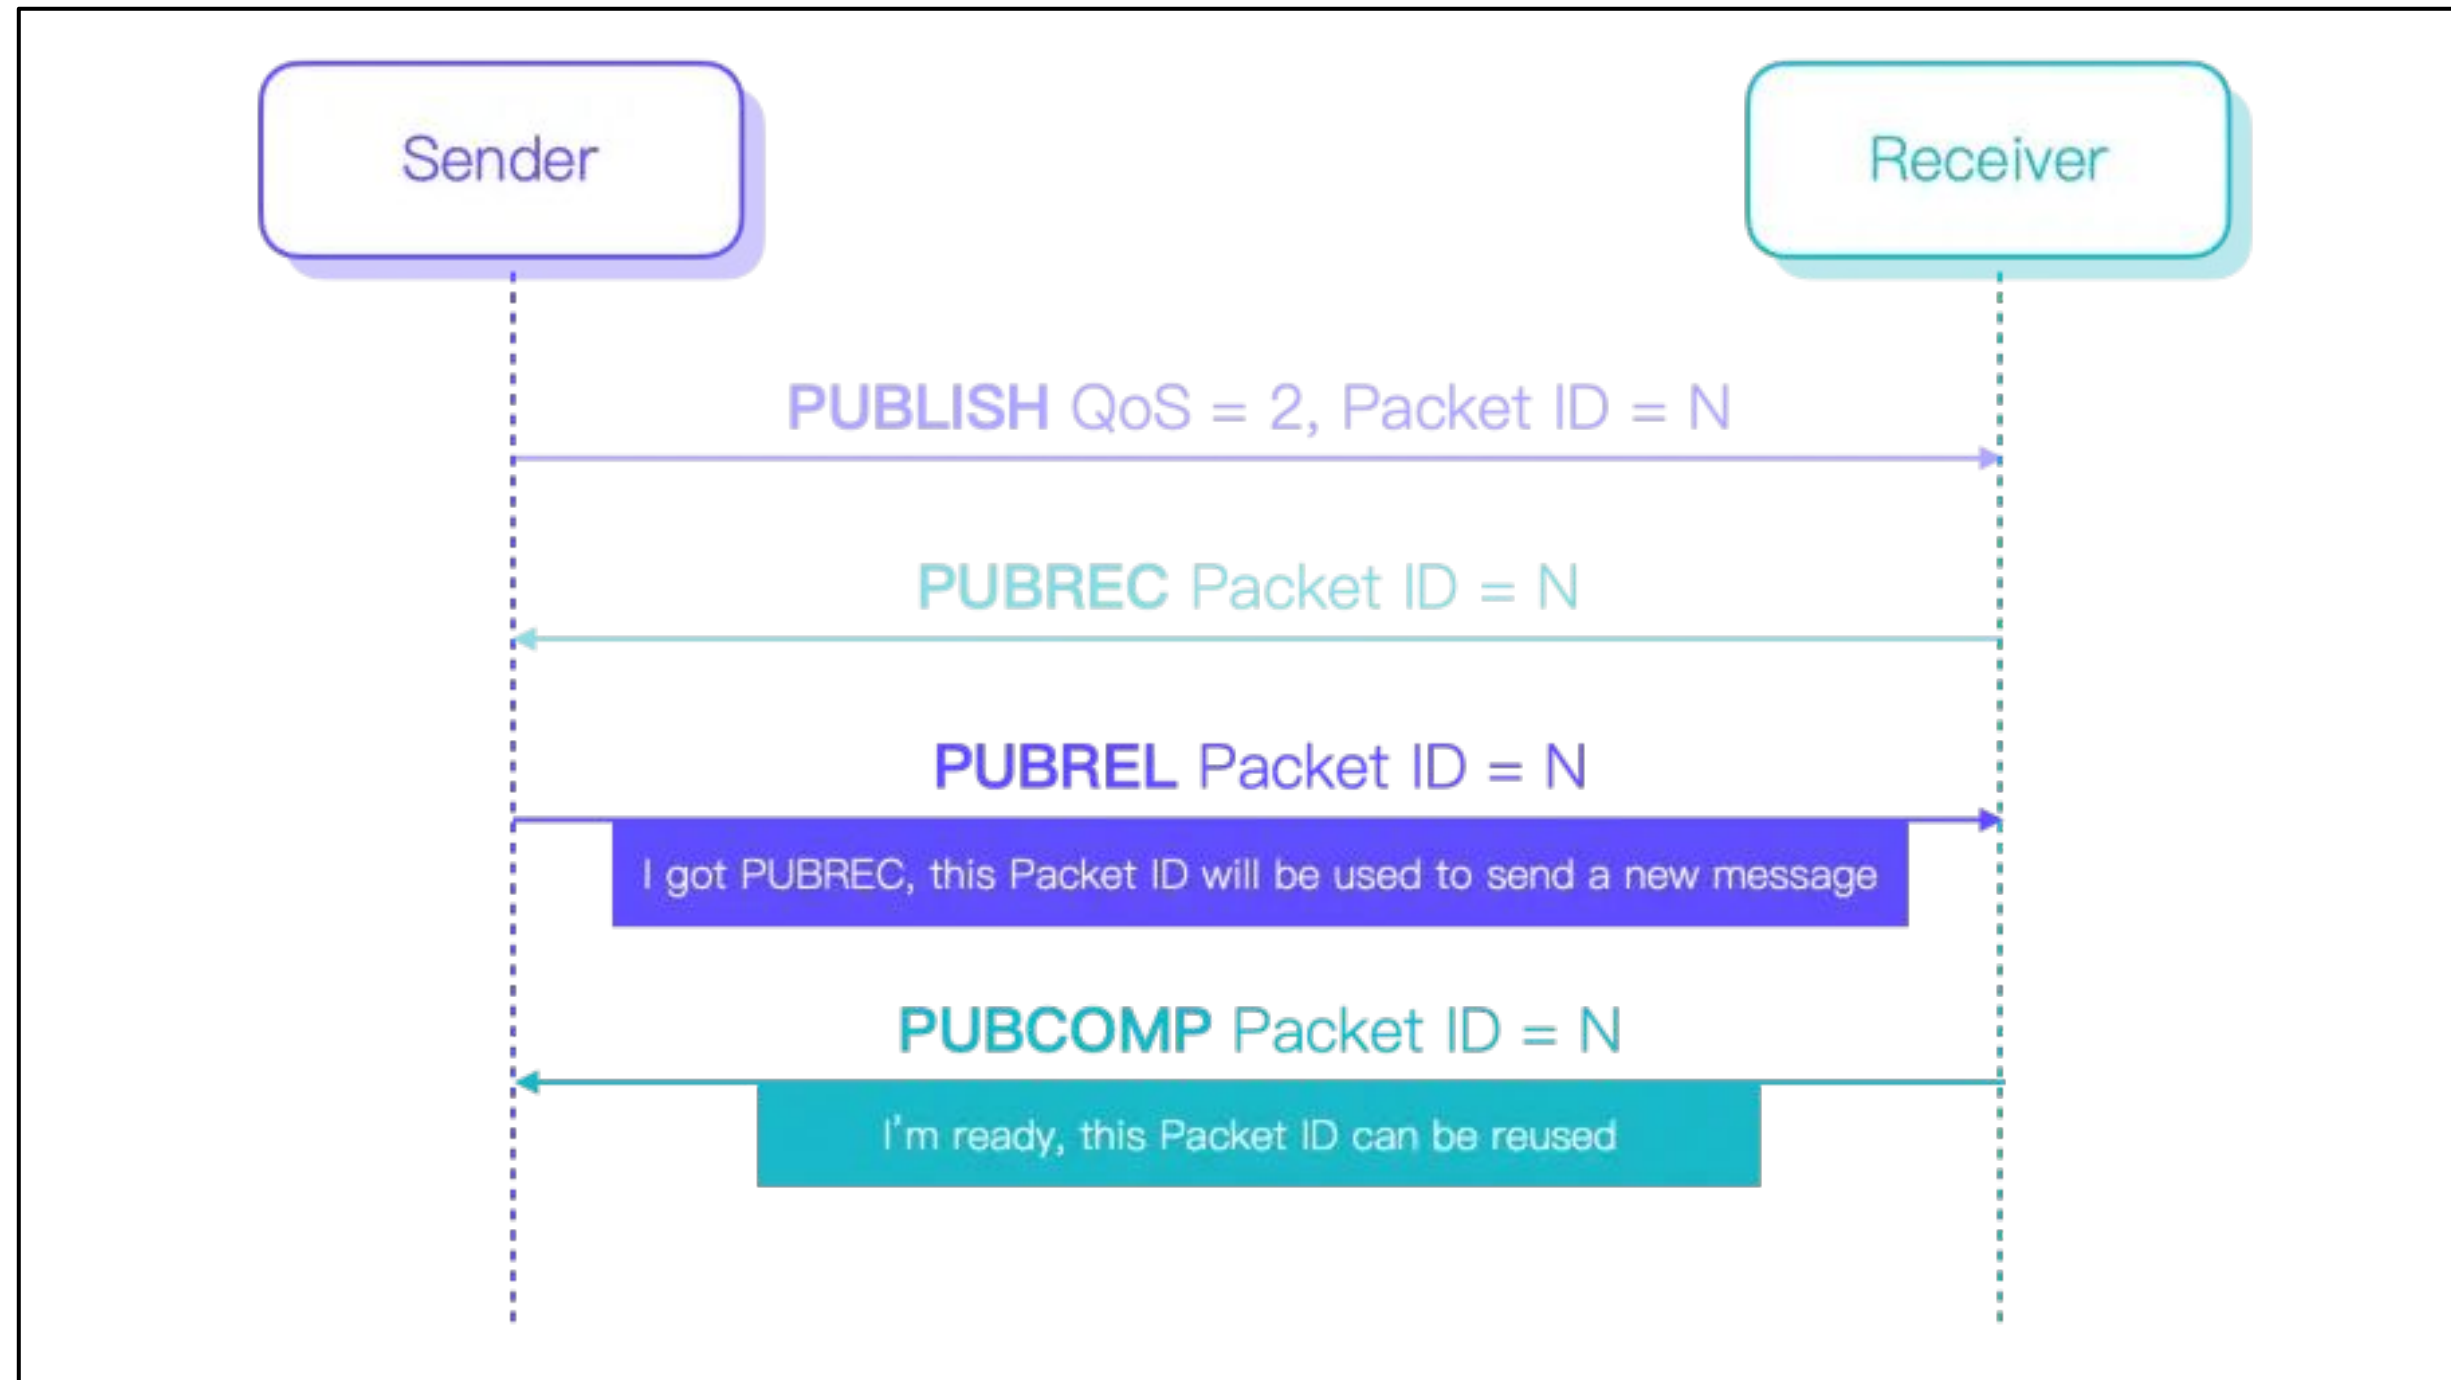 Sender
Receiver
PUBLISH QoS = 2, Packet ID = N
PUBREC Packet ID = N
PUBREL Packet ID = N
I got PUBREC, this Packet ID will be used to send a new message
PUBCOMP Packet ID = N
I'm ready, this Packet ID can be reused